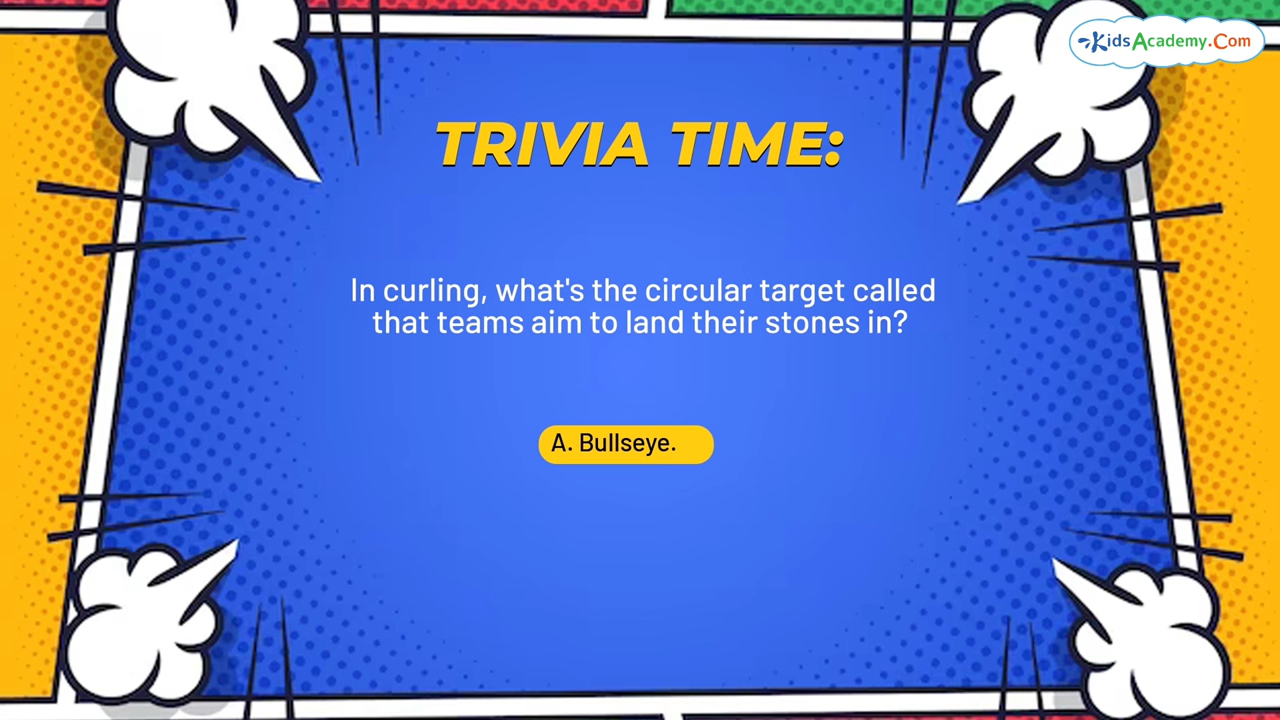 KidsAcademy.Com
TRIVIA TIME:
In curling, what's the circular target called
that teams aim to land their stones in?
A. Bullseye.